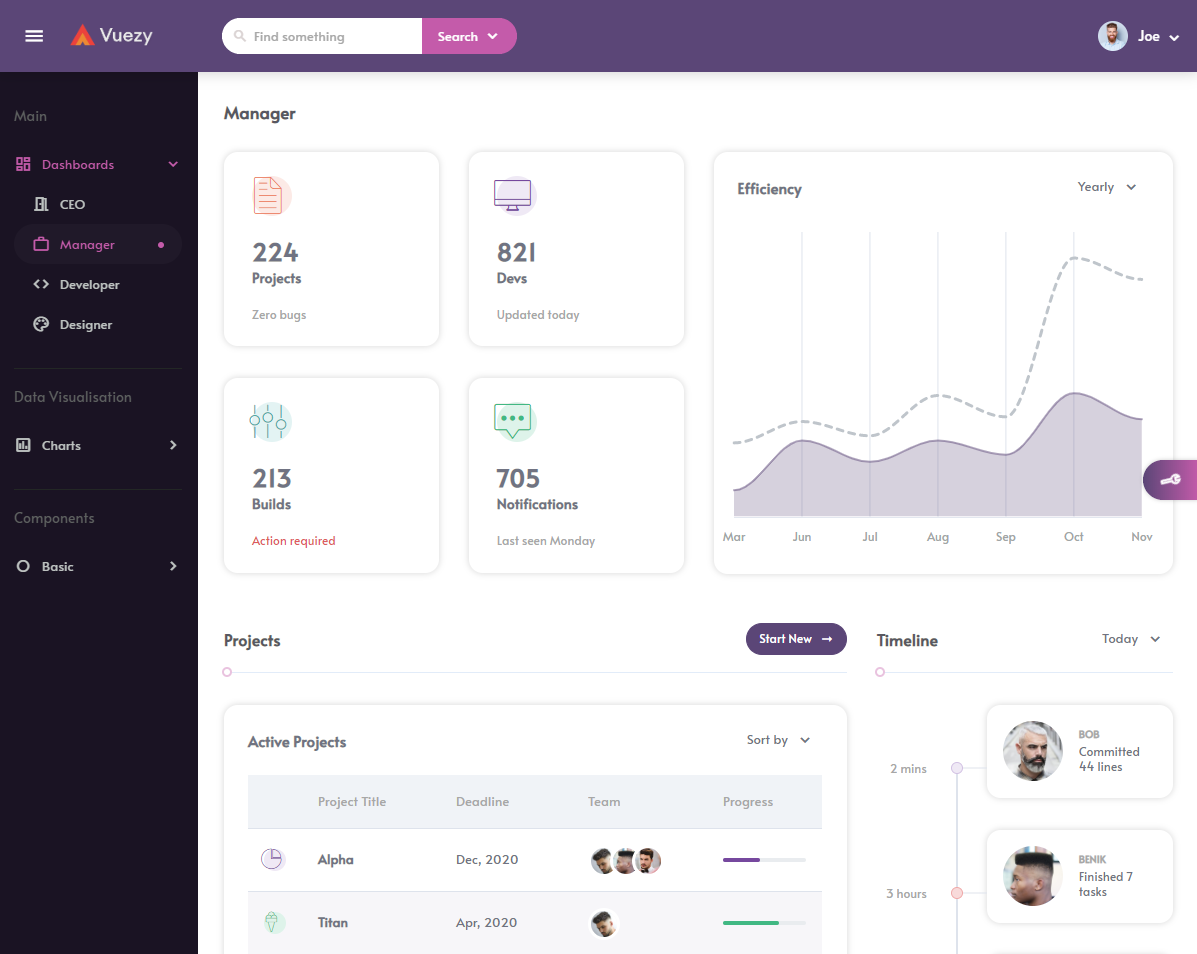 Vuezy
Find something
Search
Joe
Main
Dashboards
CEO
Manager
Developer
Designer
Data Visualisation
Charts
Components
Basic
Manager
224
Projects
Zero bugs
821
Devs
Updated today
213
Builds
Action required
705
Notifications
Last seen Monday
Efficiency
Yearly
Mar Jun Jul Aug Sep Oct Nov
Projects
Start New
Active Projects
Sort by
Project Title Deadline Team Progress
Alpha Dec, 2020
Titan Apr, 2020
Timeline
Today
2 mins
BOB
Committed
44 lines
3 hours
BENIK
Finished 7
tasks